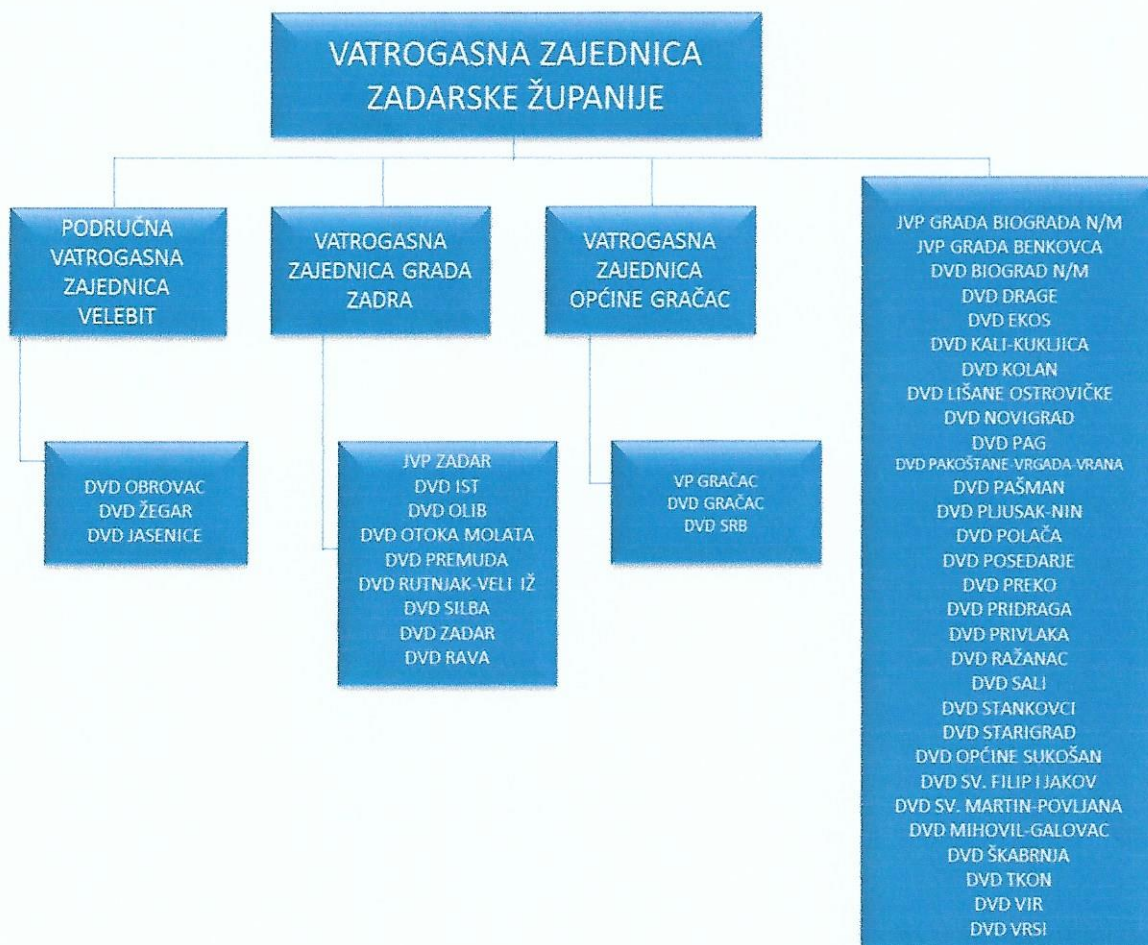 VATROGASNA ZAJEDNICA
ZADARSKE ŽUPANIJE
PODRUČNA
VATROGASNA
ZAJEDNICA
VELEBIT
VATROGASNA
ZAJEDNICA GRADA
ZADRA
VATROGASNA
ZAJEDNICA
OPĆINE GRAČAC
DVD OBROVAC
DVD ŽEGAR
DVD JASENICE
JVP ZADAR
DVD IST
DVD OLIB
DVD OTOKA MOLATA
DVD PREMUDA
DVD RUTNJAK-VELI IŽ
DVD SILBA
DVD ZADAR
DVD RAVA
VP GRAČAC
DVD GRAČAC
DVD SRB
JVP GRADA BIOGRADA N/M
JVP GRADA BENKOVCA
DVD BIOGRAD N/M
DVD DRAGE
DVD EKOS
DVD KALI-KUKLJICA
DVD KOLAN
DVD LIŠANE OSTROVIČKE
DVD NOVIGRAD
DVD PAG
DVD PAKOŠTANE-VRGADA-VRANA
DVD PAŠMAN
DVD PLJUSAK-NIN
DVD POLAČA
DVD POSEDARJE
DVD PREKO
DVD PRIDRAGA
DVD PRIVLAKA
DVD RAŽANAC
DVD SALI
DVD STANKOVCI
DVD STARIGRAD
DVD OPĆINE SUKOŠAN
DVD SV. FILIP I JAKOV
DVD SV. MARTIN-POVLJANA
DVD MIHOVIL-GALOVAC
DVD ŠKABRNJA
DVD TKON
DVD VIR
DVD VRSI